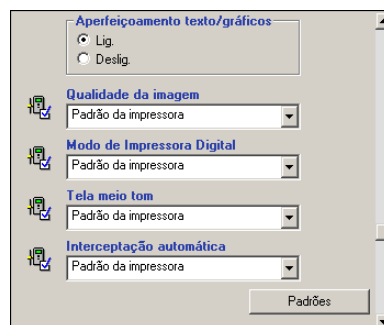 Aperfeiçoamento texto/gráficos
Lig.
Deslig.
Qualidade da imagem
Padrão da impressora
Modo de Impressora Digital
Padrão da impressora
Tela meio tom
Padrão da impressora
Interceptação automática
Padrão da impressora
Padrões